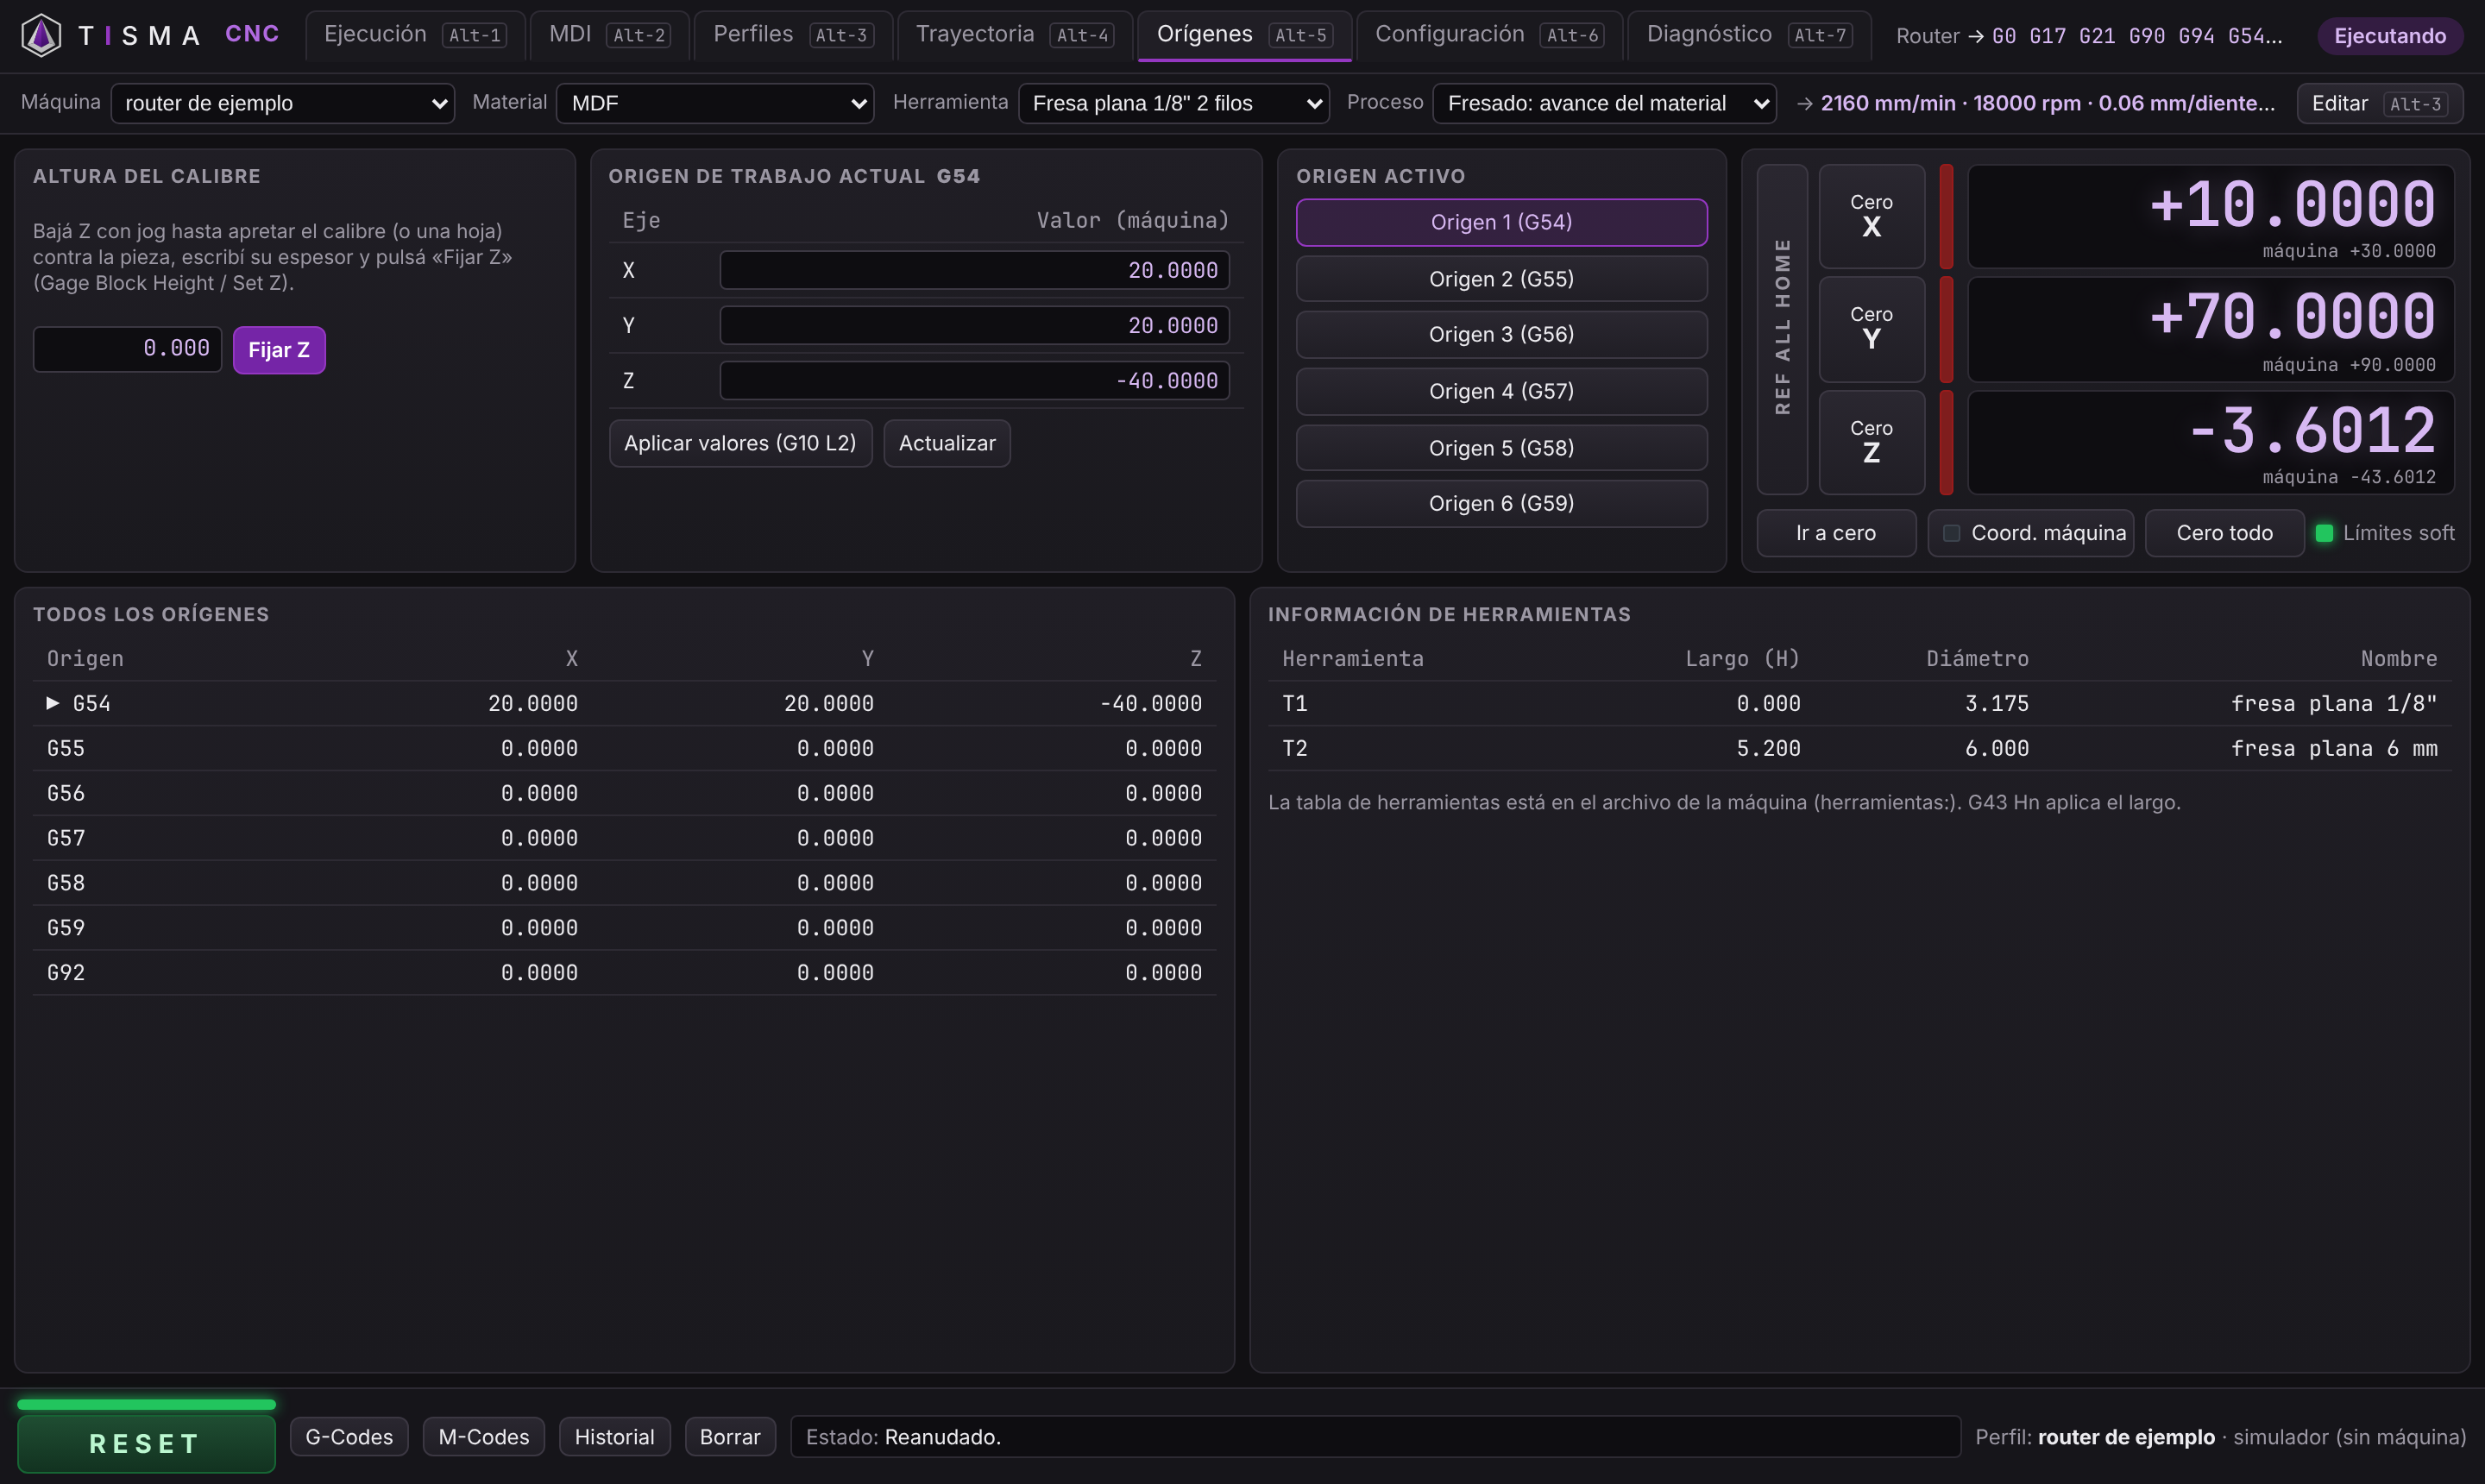 TISMA CNC Ejecución Alt-1 MDI Alt-2 Perfiles Alt-3 Trayectoria Alt-4 Orígenes Alt-5 Configuración Alt-6 Diagnóstico Alt-7 Router → G0 G17 G21 G90 G94 G54... Ejecutando
Máquina router de ejemplo Material MDF Herramienta Fresa plana 1/8" 2 filos Proceso Fresado: avance del material → 2160 mm/min · 18000 rpm · 0.06 mm/diente... Editar Alt-3
ALTURA DEL CALIBRE
Bajá Z con jog hasta apretar el calibre (o una hoja)
contra la pieza, escribí su espesor y pulsá «Fijar Z»
(Gage Block Height / Set Z).
0.000 Fijar Z
ORIGEN DE TRABAJO ACTUAL G54
Eje Valor (máquina)
X 20.0000
Y 20.0000
Z -40.0000
Aplicar valores (G10 L2) Actualizar
ORIGEN ACTIVO
Origen 1 (G54)
Origen 2 (G55)
Origen 3 (G56)
Origen 4 (G57)
Origen 5 (G58)
Origen 6 (G59)
REF ALL HOME
Cero X +10.0000
máquina +30.0000
Cero Y +70.0000
máquina +90.0000
Cero Z -3.6012
máquina -43.6012
Ir a cero Coord. máquina Cero todo Límites soft
TODOS LOS ORÍGENES
Origen X Y Z
▶ G54 20.0000 20.0000 -40.0000
G55 0.0000 0.0000 0.0000
G56 0.0000 0.0000 0.0000
G57 0.0000 0.0000 0.0000
G58 0.0000 0.0000 0.0000
G59 0.0000 0.0000 0.0000
G92 0.0000 0.0000 0.0000
INFORMACIÓN DE HERRAMIENTAS
Herramienta Largo (H) Diámetro Nombre
T1 0.000 3.175 fresa plana 1/8"
T2 5.200 6.000 fresa plana 6 mm
La tabla de herramientas está en el archivo de la máquina (herramientas:). G43 Hn aplica el largo.
RESET G-Codes M-Codes Historial Borrar Estado: Reanudado. Perfil: router de ejemplo · simulador (sin máquina)